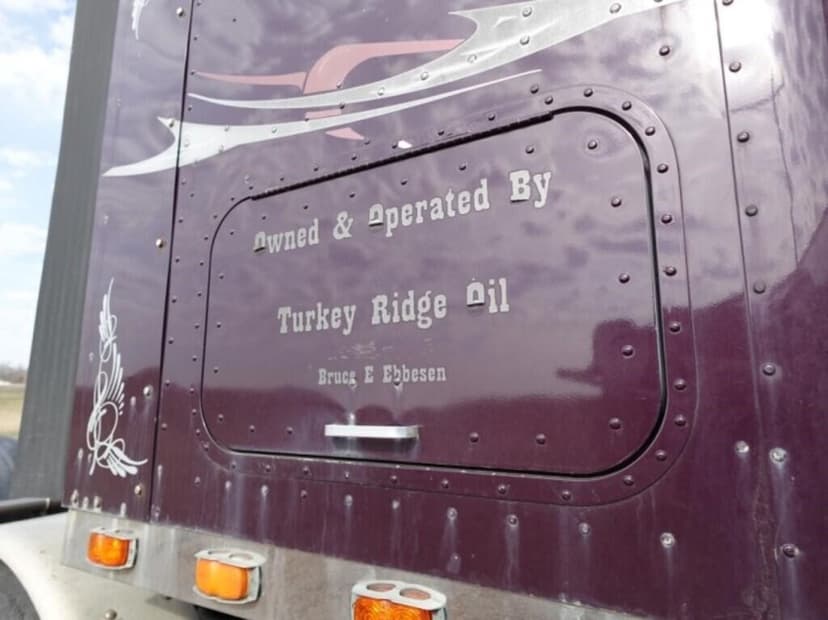 Owned & Operated By
Turkey Ridge Oil
Bruce E Ebbesen